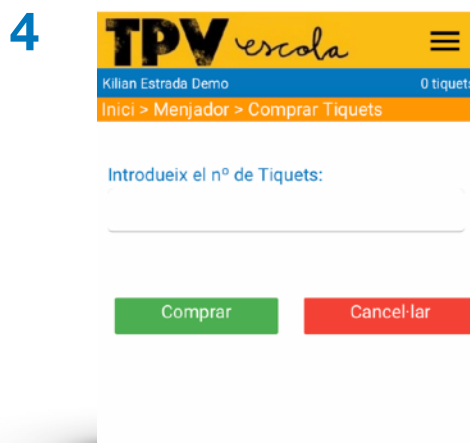 4
TPV escola
Kilian Estrada Demo 0 tiquets
Inici > Menjador > Comprar Tiquets
Introdueix el nº de Tiquets:
Comprar Cancel·lar